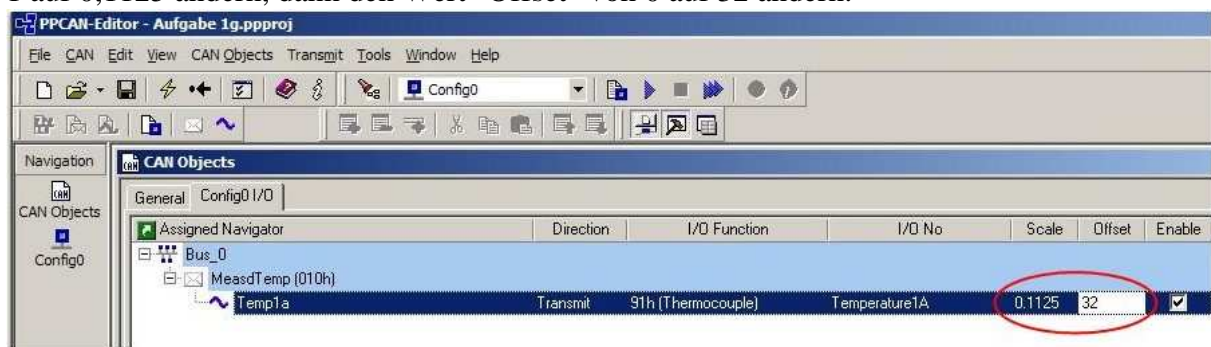 1 auf 0,1125 ändern, dann den Wert "Offset" von 0 auf 32 ändern.
PPCAN-Editor - Aufgabe 1g.ppproj
File CAN Edit View CAN Objects Transmit Tools Window Help
Config0
Navigation
CAN Objects
CAN Objects
Config0
General Config0 I/O
Assigned Navigator Direction I/O Function I/O No Scale Offset Enable
Bus_0
MeasdTemp (010h)
Temp1a Transmit 91h (Thermocouple) Temperature1A 0.1125 32